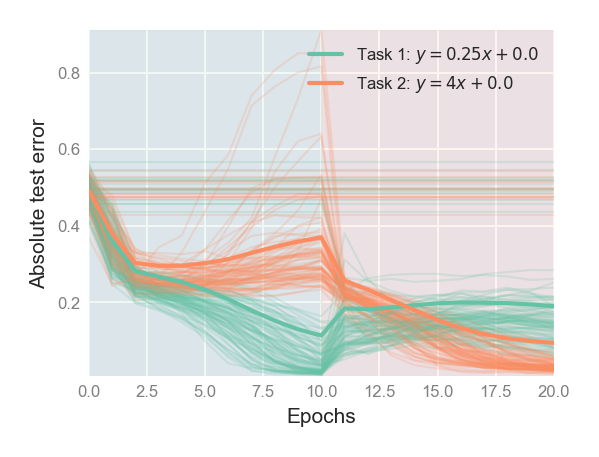 Task 1: y = 0.25x + 0.0
Task 2: y = 4x + 0.0
Absolute test error
0.8
0.6
0.4
0.2
0.0 2.5 5.0 7.5 10.0 12.5 15.0 17.5 20.0
Epochs